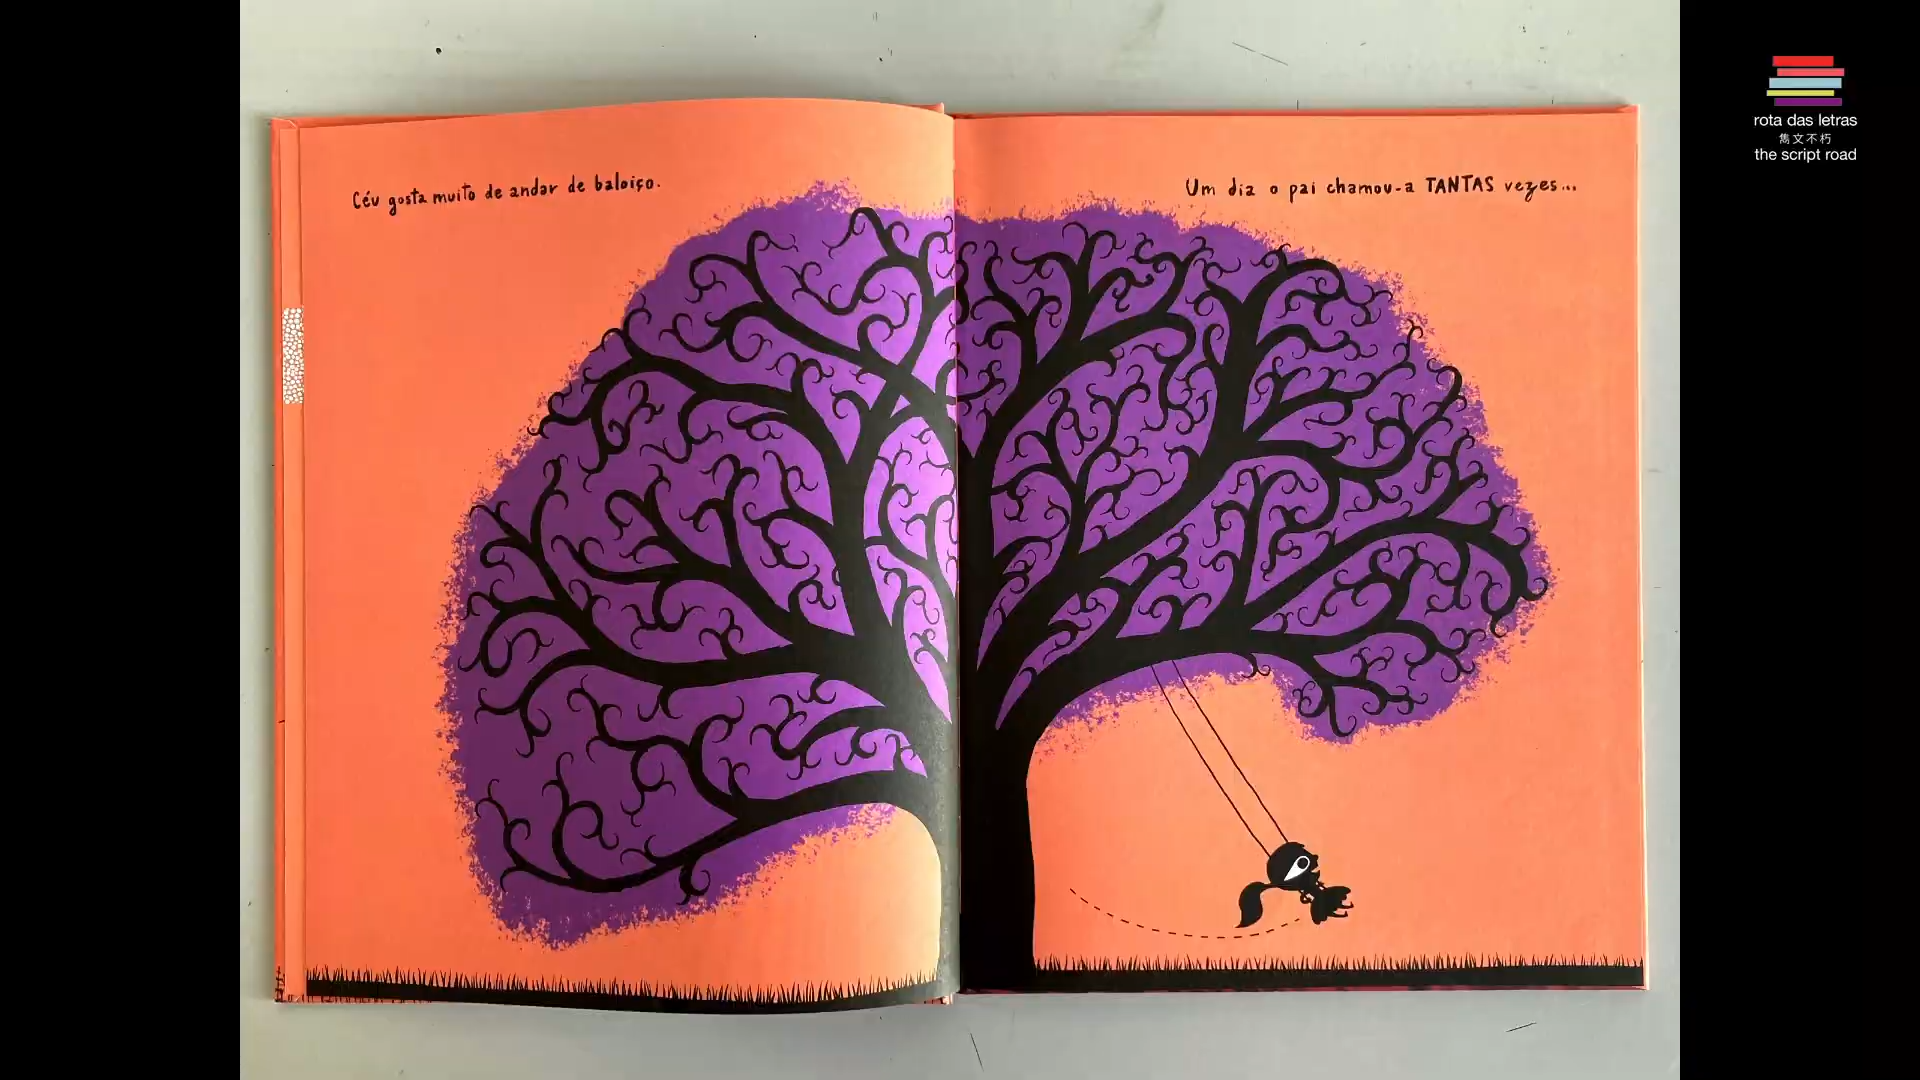 Céu gosta muito de andar de baloiço.
Um dia o pai chamou-a TANTAS vezes...
rota das letras
雋文不朽
the script road